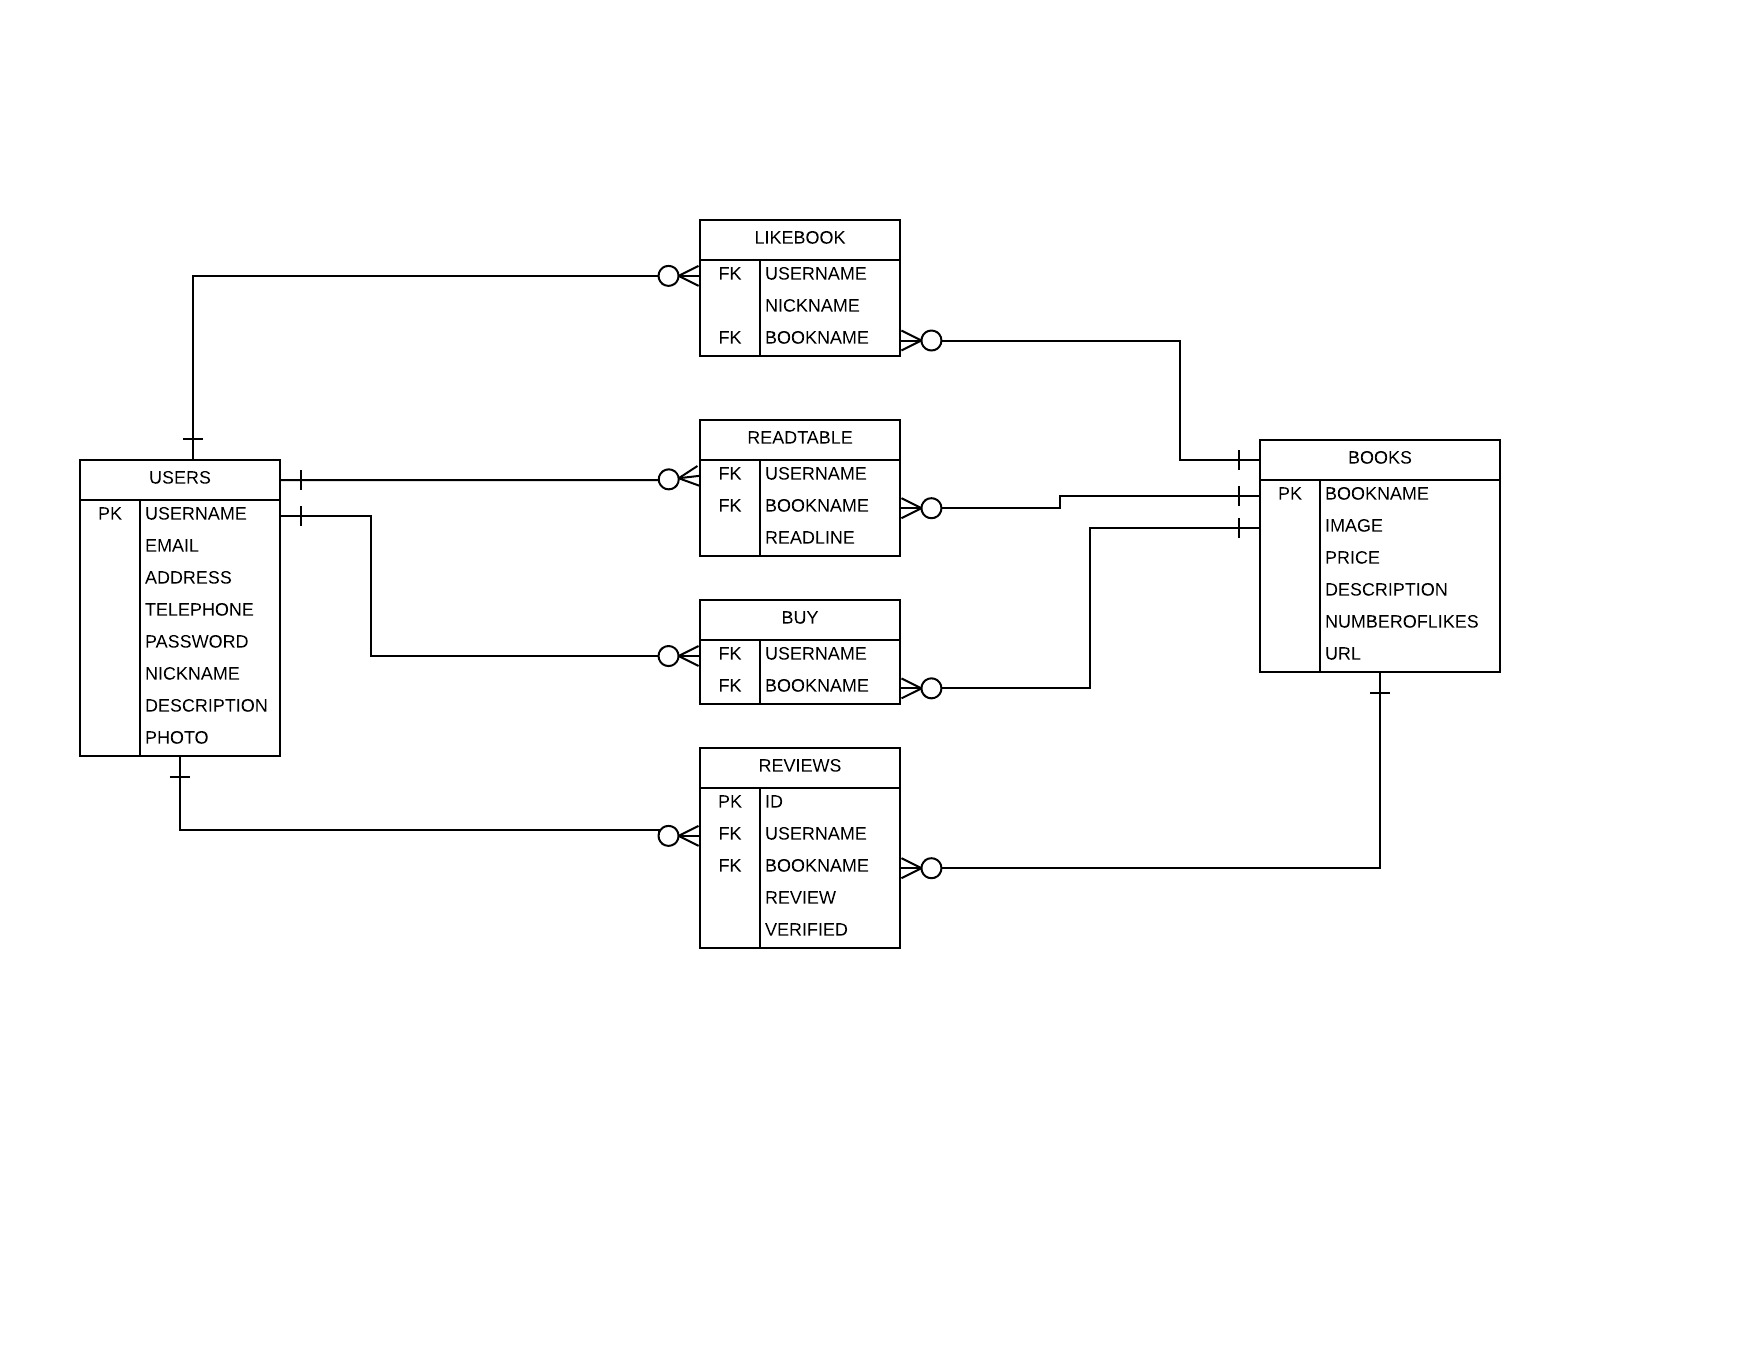 LIKEBOOK
FK USERNAME
NICKNAME
FK BOOKNAME
READTABLE
FK USERNAME
FK BOOKNAME
READLINE
USERS
PK USERNAME
EMAIL
ADDRESS
TELEPHONE
PASSWORD
NICKNAME
DESCRIPTION
PHOTO
BUY
FK USERNAME
FK BOOKNAME
REVIEWS
PK ID
FK USERNAME
FK BOOKNAME
REVIEW
VERIFIED
BOOKS
PK BOOKNAME
IMAGE
PRICE
DESCRIPTION
NUMBEROFLIKES
URL